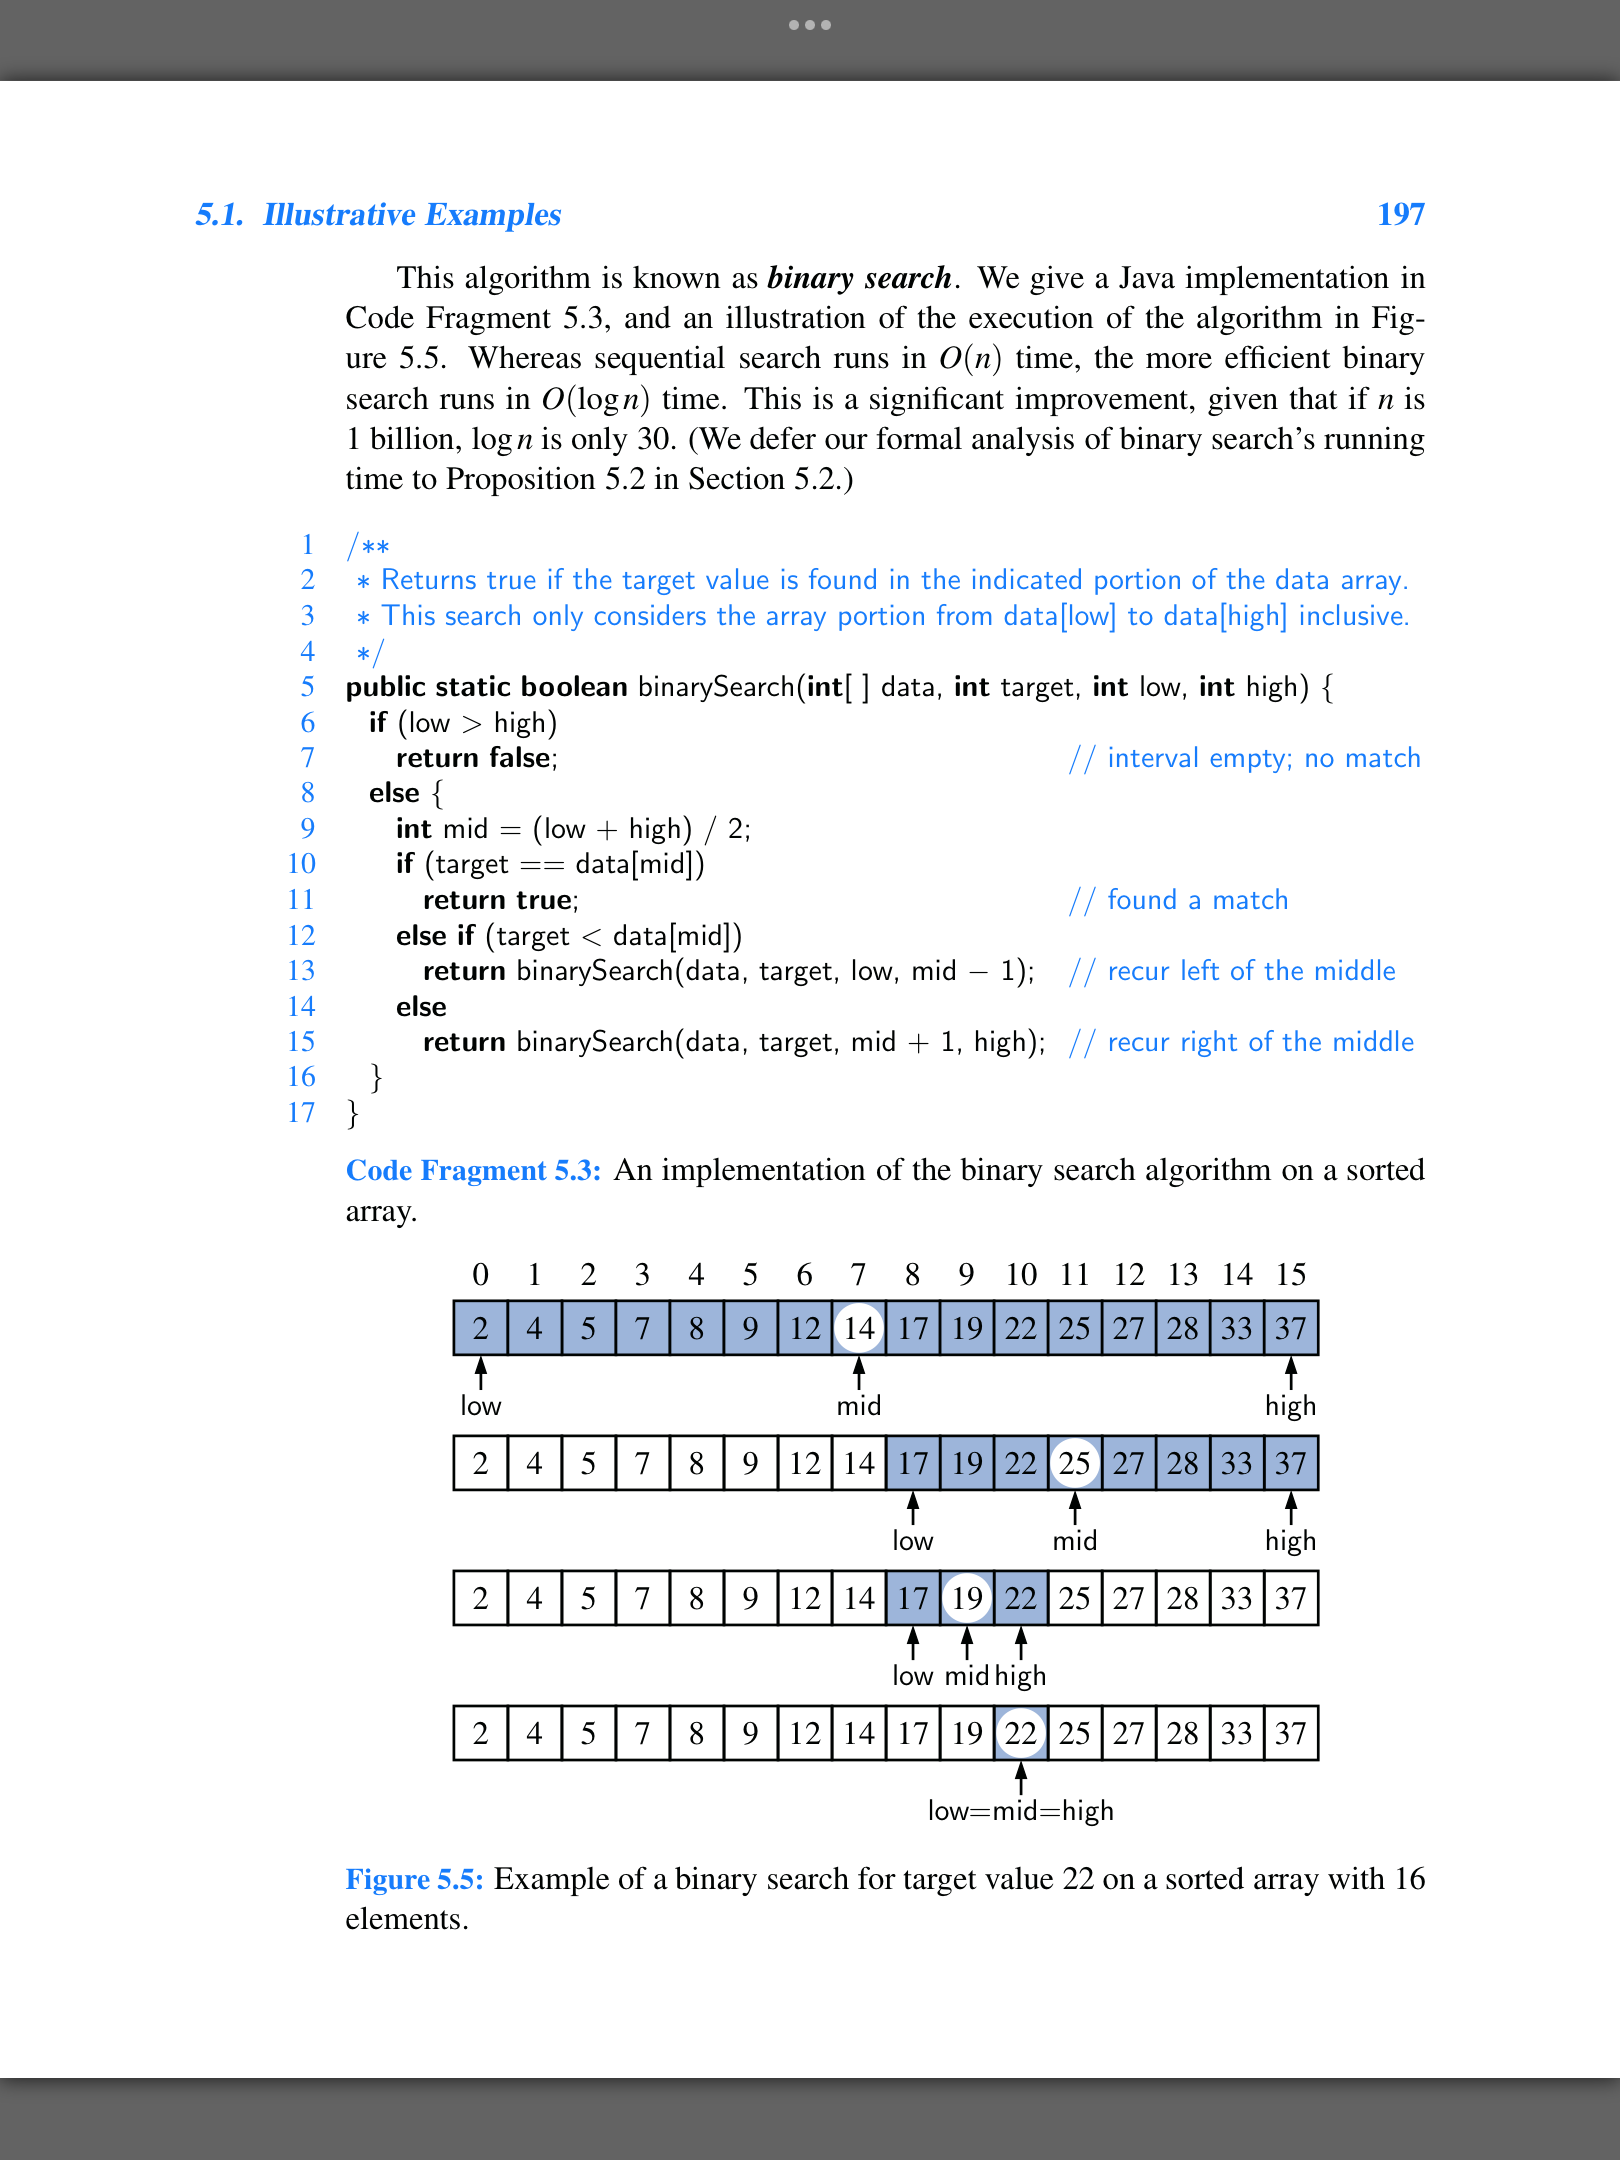 5.1. Illustrative Examples 197
This algorithm is known as binary search. We give a Java implementation in
Code Fragment 5.3, and an illustration of the execution of the algorithm in Fig-
ure 5.5. Whereas sequential search runs in O(n) time, the more efficient binary
search runs in O(log n) time. This is a significant improvement, given that if n is
1 billion, log n is only 30. (We defer our formal analysis of binary search's running
time to Proposition 5.2 in Section 5.2.)
1 /**
2 * Returns true if the target value is found in the indicated portion of the data array.
3 * This search only considers the array portion from data[low] to data[high] inclusive.
4 */
5 public static boolean binarySearch(int[ ] data, int target, int low, int high) {
6 if (low > high)
7 return false; // interval empty; no match
8 else {
9 int mid = (low + high) / 2;
10 if (target == data[mid])
11 return true; // found a match
12 else if (target < data[mid])
13 return binarySearch(data, target, low, mid − 1); // recur left of the middle
14 else
15 return binarySearch(data, target, mid + 1, high); // recur right of the middle
16 }
17 }
Code Fragment 5.3: An implementation of the binary search algorithm on a sorted
array.
0 1 2 3 4 5 6 7 8 9 10 11 12 13 14 15
2 4 5 7 8 9 12 14 17 19 22 25 27 28 33 37
low mid high
2 4 5 7 8 9 12 14 17 19 22 25 27 28 33 37
low mid high
2 4 5 7 8 9 12 14 17 19 22 25 27 28 33 37
low mid high
2 4 5 7 8 9 12 14 17 19 22 25 27 28 33 37
low=mid=high
Figure 5.5: Example of a binary search for target value 22 on a sorted array with 16
elements.